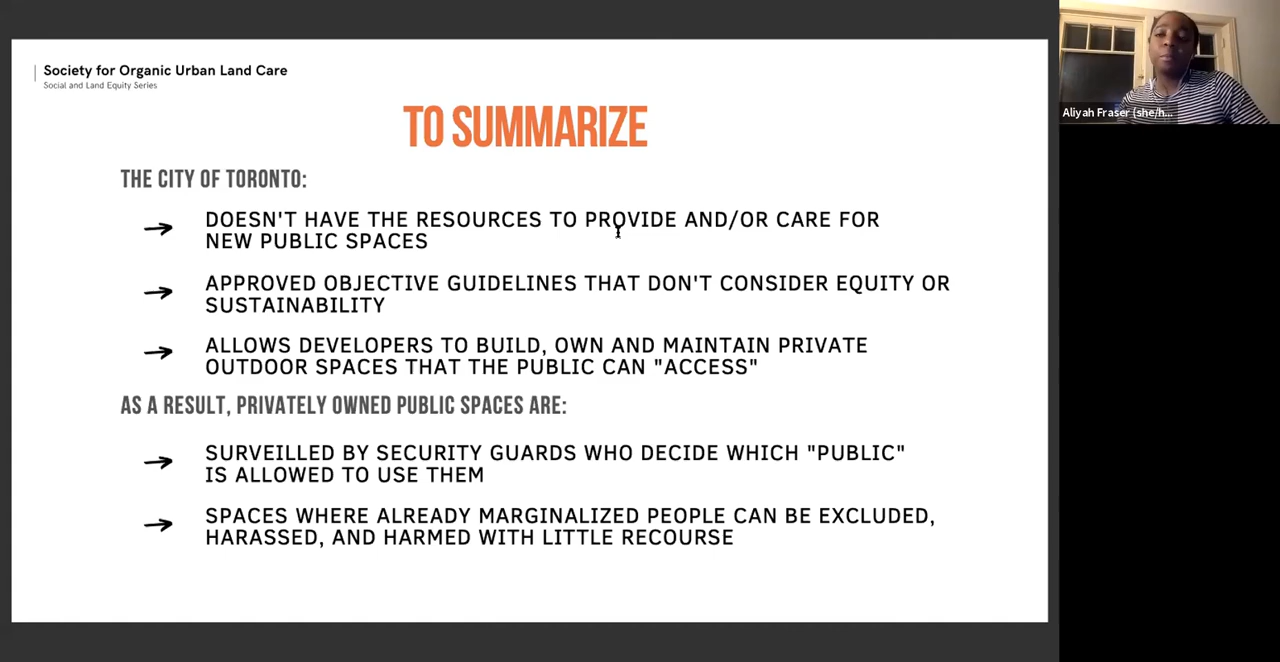 Society for Organic Urban Land Care
Social and Land Equity Series
TO SUMMARIZE
THE CITY OF TORONTO:
DOESN'T HAVE THE RESOURCES TO PROVIDE AND/OR CARE FOR
NEW PUBLIC SPACES
APPROVED OBJECTIVE GUIDELINES THAT DON'T CONSIDER EQUITY OR
SUSTAINABILITY
ALLOWS DEVELOPERS TO BUILD, OWN AND MAINTAIN PRIVATE
OUTDOOR SPACES THAT THE PUBLIC CAN "ACCESS"
AS A RESULT, PRIVATELY OWNED PUBLIC SPACES ARE:
SURVEILLED BY SECURITY GUARDS WHO DECIDE WHICH "PUBLIC"
IS ALLOWED TO USE THEM
SPACES WHERE ALREADY MARGINALIZED PEOPLE CAN BE EXCLUDED,
HARASSED, AND HARMED WITH LITTLE RECOURSE
Aliyah Fraser (she/h...